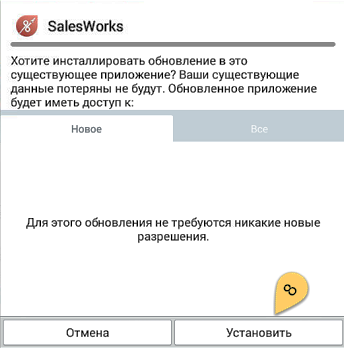 SalesWorks
Хотите инсталлировать обновление в это
существующее приложение? Ваши существующие
данные потеряны не будут. Обновленное приложение
будет иметь доступ к:
Новое
Все
Для этого обновления не требуются никакие новые
разрешения.
8
Отмена
Установить